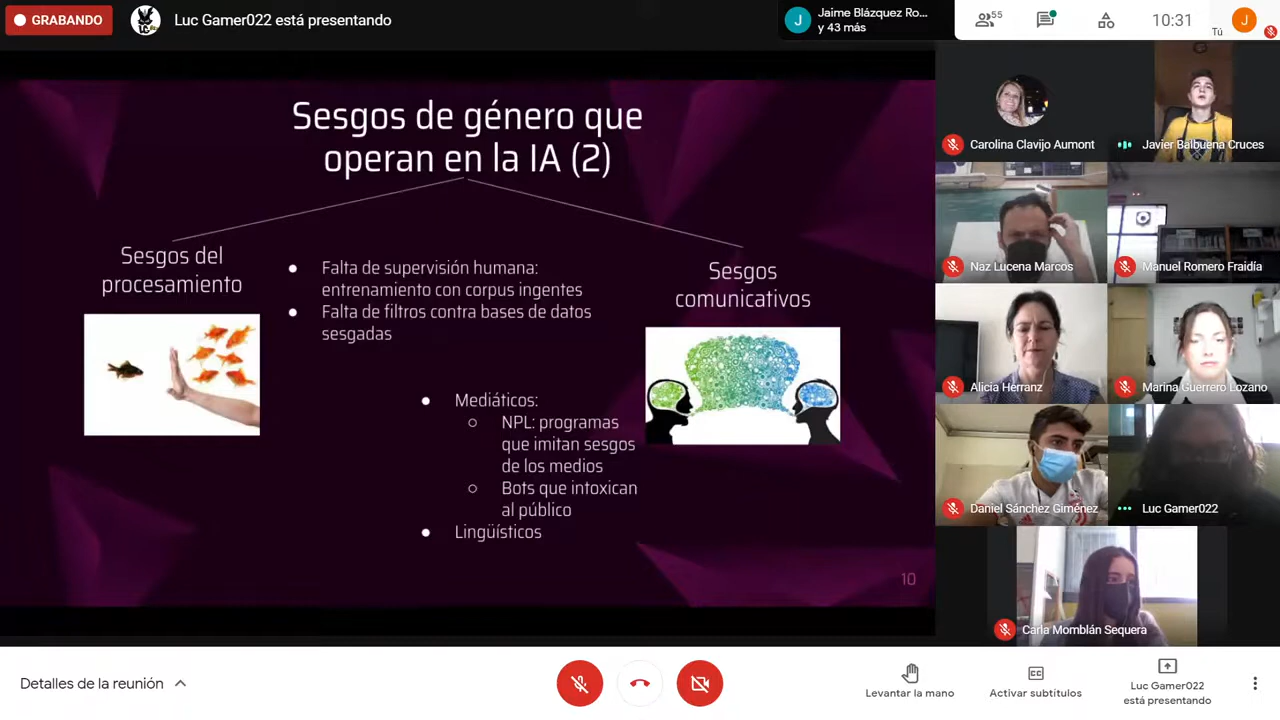 GRABANDO
Luc Gamer022 está presentando
Jaime Blázquez Ro...
y 43 más
J
55
10:31
Tú
J
Sesgos de género que
operan en la IA (2)
Sesgos del
procesamiento
Falta de supervisión humana:
entrenamiento con corpus ingentes
Falta de filtros contra bases de datos
sesgadas
Sesgos
comunicativos
Mediáticos:
NPL: programas
que imitan sesgos
de los medios
Bots que intoxican
al público
Lingüísticos
10
Carolina Clavijo Aumont
Javier Balbuena Cruces
Naz Lucena Marcos
Manuel Romero Fraidía
Alicia Herranz
Marina Guerrero Lozano
Daniel Sánchez Giménez
Luc Gamer022
Carla Momblán Sequera
Detalles de la reunión
Levantar la mano
Activar subtítulos
Luc Gamer022
está presentando